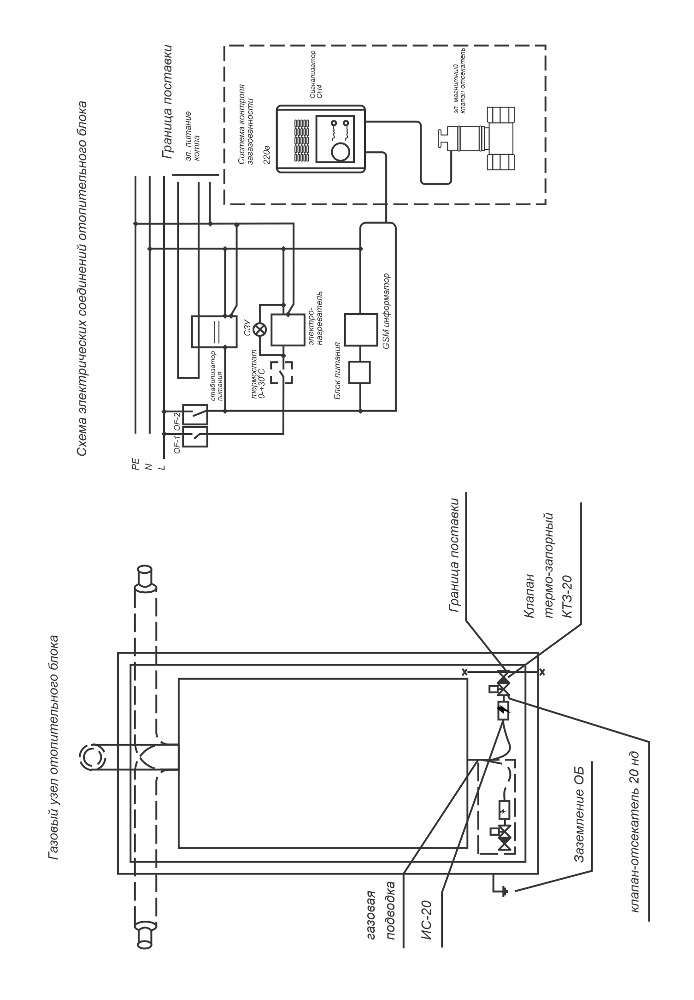 Газовый узел отопительного блока
газовая
подводка
ИС-20
Граница поставки
Клапан
термо-запорный
КТЗ-20
Заземление ОБ
клапан-отсекатель 20 нд
Схема электрических соединений отопительного блока
PE
N
L
Граница поставки
эл. питание
котпа
OF-1
OF-2
стабилизатор
питания
СЗУ
термостат
0-+30⁰С
электро-
нагреватель
Блок питания
GSM информатор
Система контроля
загазованности
220в
Сигнализатор
СН4
эл. магнитный
клапан-отсекатель